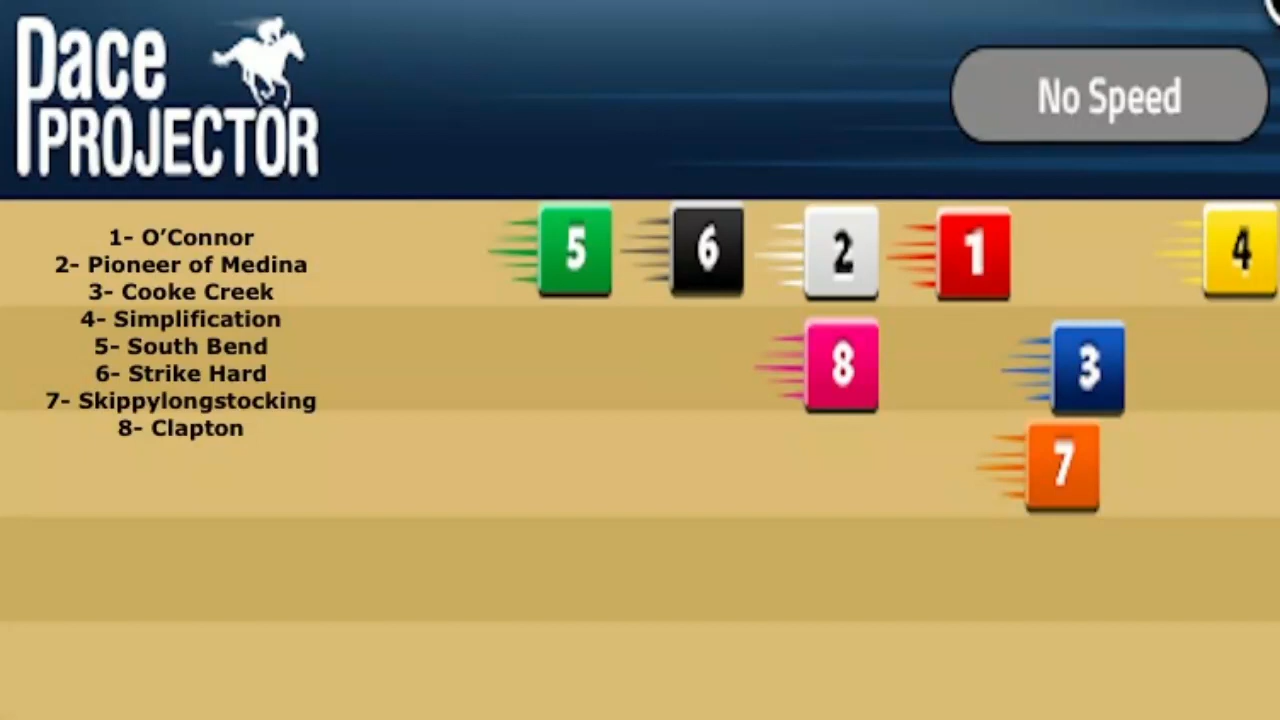 Pace
PROJECTOR
No Speed
1- O’Connor
2- Pioneer of Medina
3- Cooke Creek
4- Simplification
5- South Bend
6- Strike Hard
7- Skippylongstocking
8- Clapton
5 6 2 1 4
8 3
7